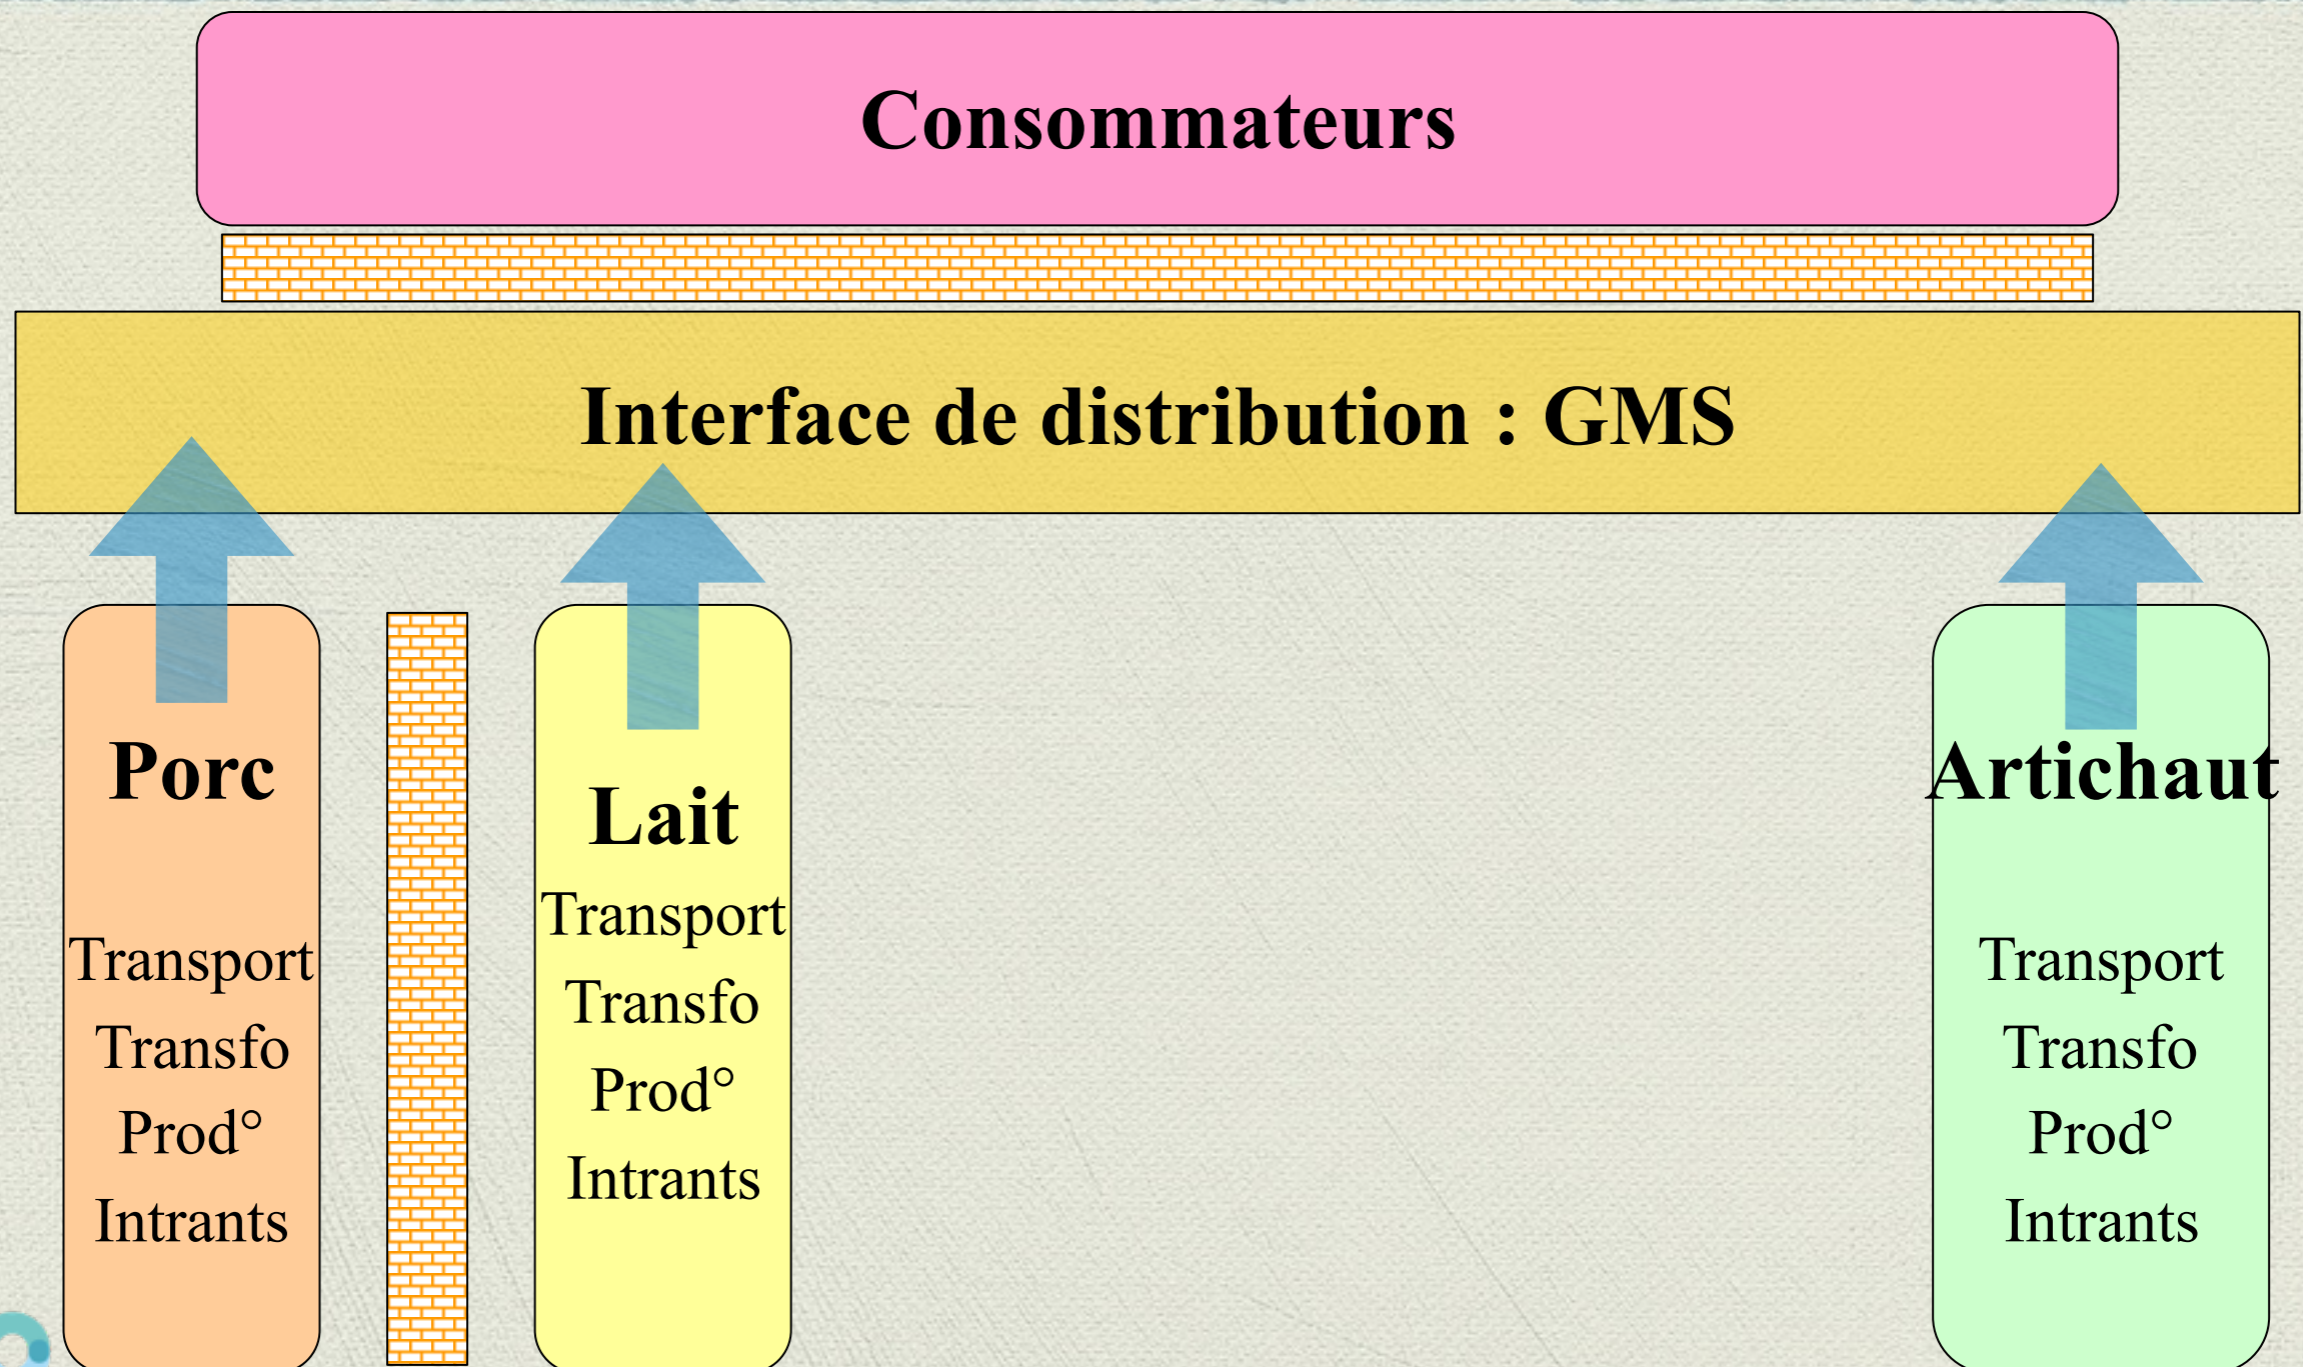 Consommateurs
Interface de distribution : GMS
Porc
Transport
Transfo
Prod°
Intrants
Lait
Transport
Transfo
Prod°
Intrants
Artichaut
Transport
Transfo
Prod°
Intrants